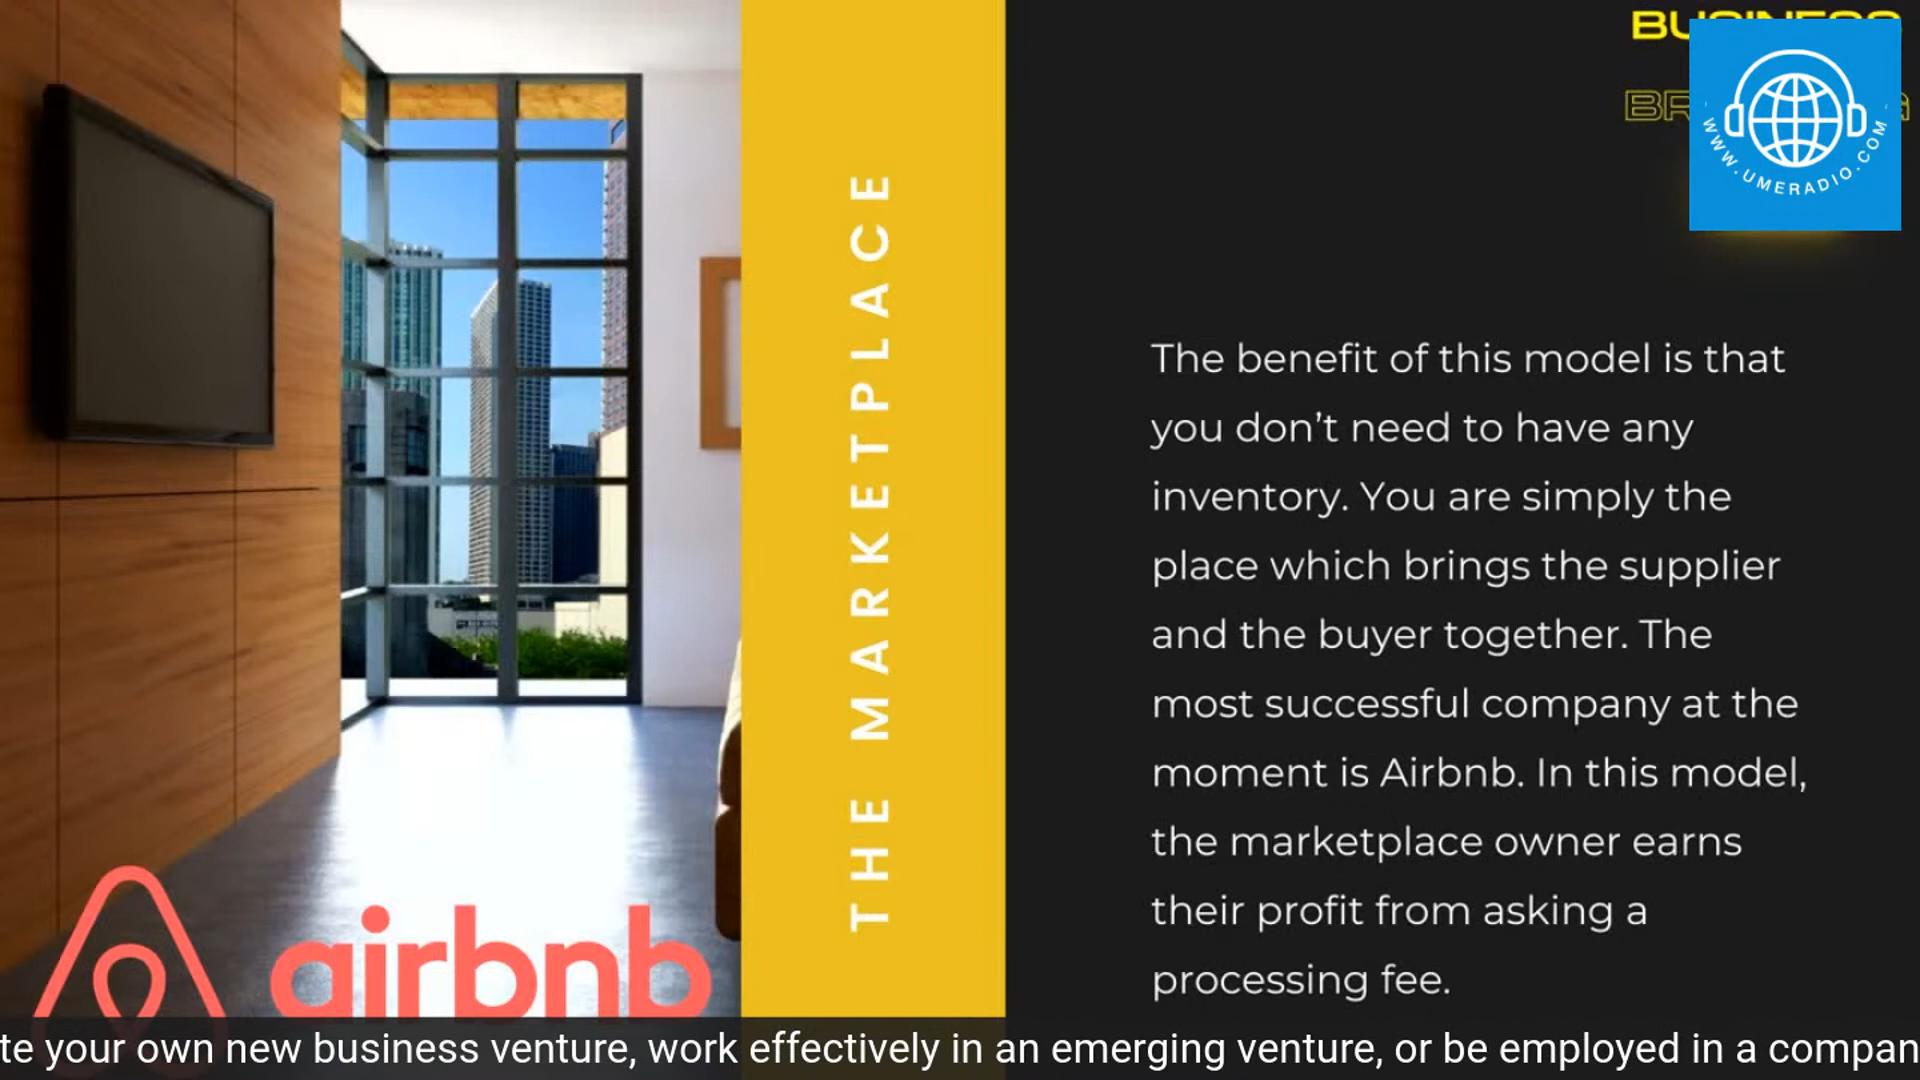 BUSINESS
WWW.UMERADIO.COM
THE MARKETPLACE
The benefit of this model is that
you don’t need to have any
inventory. You are simply the
place which brings the supplier
and the buyer together. The
most successful company at the
moment is Airbnb. In this model,
the marketplace owner earns
their profit from asking a
processing fee.
airbnb
te your own new business venture, work effectively in an emerging venture, or be employed in a compan